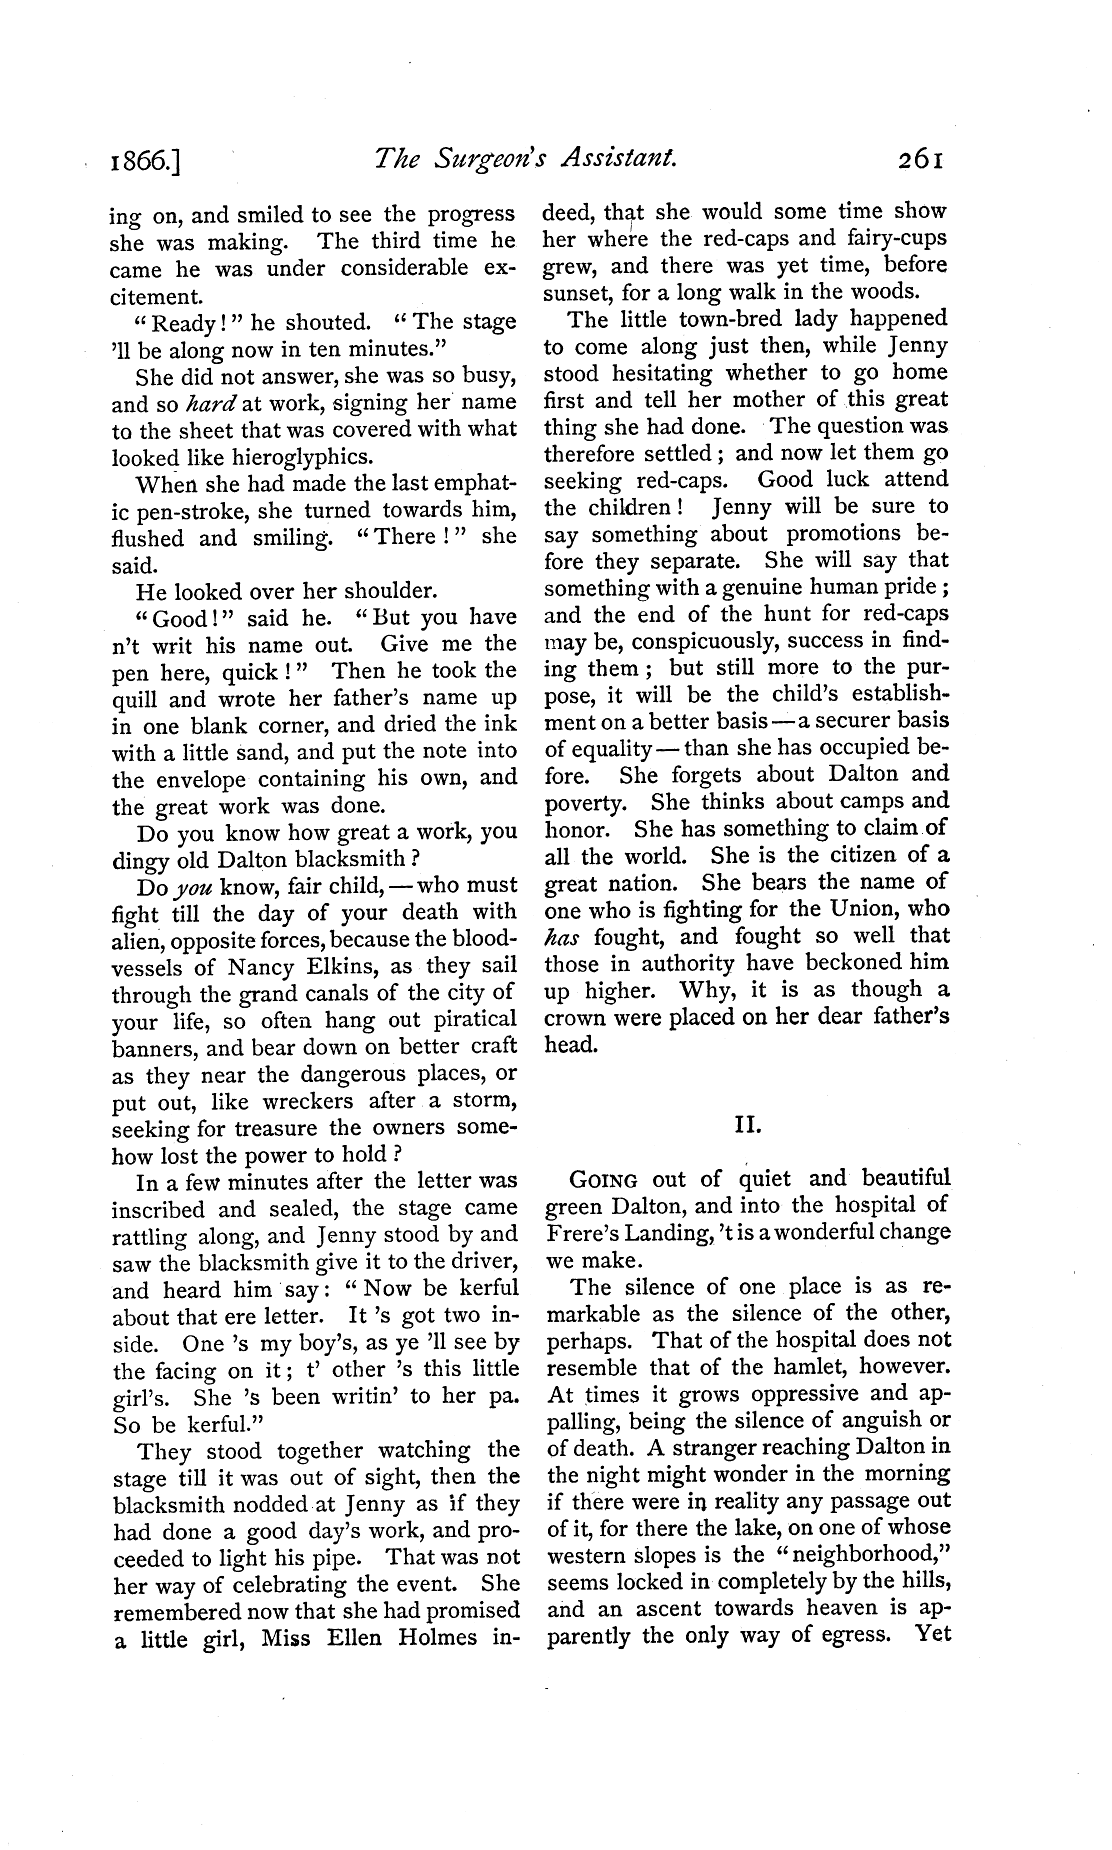 1866.] The Surgeon's Assistant. 261
ing on, and smiled to see the progress
she was making. The third time he
came he was under considerable ex-
citement.
"Ready!" he shouted. "The stage
'll be along now in ten minutes."
She did not answer, she was so busy,
and so hard at work, signing her name
to the sheet that was covered with what
looked like hieroglyphics.
When she had made the last emphat-
ic pen-stroke, she turned towards him,
flushed and smiling. "There!" she
said.
He looked over her shoulder.
"Good!" said he. "But you have
n't writ his name out. Give me the
pen here, quick!" Then he took the
quill and wrote her father's name up
in one blank corner, and dried the ink
with a little sand, and put the note into
the envelope containing his own, and
the great work was done.
Do you know how great a work, you
dingy old Dalton blacksmith?
Do you know, fair child, — who must
fight till the day of your death with
alien, opposite forces, because the blood-
vessels of Nancy Elkins, as they sail
through the grand canals of the city of
your life, so often hang out piratical
banners, and bear down on better craft
as they near the dangerous places, or
put out, like wreckers after a storm,
seeking for treasure the owners some-
how lost the power to hold?
In a few minutes after the letter was
inscribed and sealed, the stage came
rattling along, and Jenny stood by and
saw the blacksmith give it to the driver,
and heard him say: "Now be kerful
about that ere letter. It 's got two in-
side. One 's my boy's, as ye 'll see by
the facing on it; t' other 's this little
girl's. She 's been writin' to her pa.
So be kerful."
They stood together watching the
stage till it was out of sight, then the
blacksmith nodded at Jenny as if they
had done a good day's work, and pro-
ceeded to light his pipe. That was not
her way of celebrating the event. She
remembered now that she had promised
a little girl, Miss Ellen Holmes in-
deed, that she would some time show
her where the red-caps and fairy-cups
grew, and there was yet time, before
sunset, for a long walk in the woods.
The little town-bred lady happened
to come along just then, while Jenny
stood hesitating whether to go home
first and tell her mother of this great
thing she had done. The question was
therefore settled; and now let them go
seeking red-caps. Good luck attend
the children! Jenny will be sure to
say something about promotions be-
fore they separate. She will say that
something with a genuine human pride;
and the end of the hunt for red-caps
may be, conspicuously, success in find-
ing them; but still more to the pur-
pose, it will be the child's establish-
ment on a better basis — a securer basis
of equality — than she has occupied be-
fore. She forgets about Dalton and
poverty. She thinks about camps and
honor. She has something to claim of
all the world. She is the citizen of a
great nation. She bears the name of
one who is fighting for the Union, who
has fought, and fought so well that
those in authority have beckoned him
up higher. Why, it is as though a
crown were placed on her dear father's
head.
II.
GOING out of quiet and beautiful
green Dalton, and into the hospital of
Frere's Landing, 't is a wonderful change
we make.
The silence of one place is as re-
markable as the silence of the other,
perhaps. That of the hospital does not
resemble that of the hamlet, however.
At times it grows oppressive and ap-
palling, being the silence of anguish or
of death. A stranger reaching Dalton in
the night might wonder in the morning
if there were in reality any passage out
of it, for there the lake, on one of whose
western slopes is the "neighborhood,"
seems locked in completely by the hills,
and an ascent towards heaven is ap-
parently the only way of egress. Yet